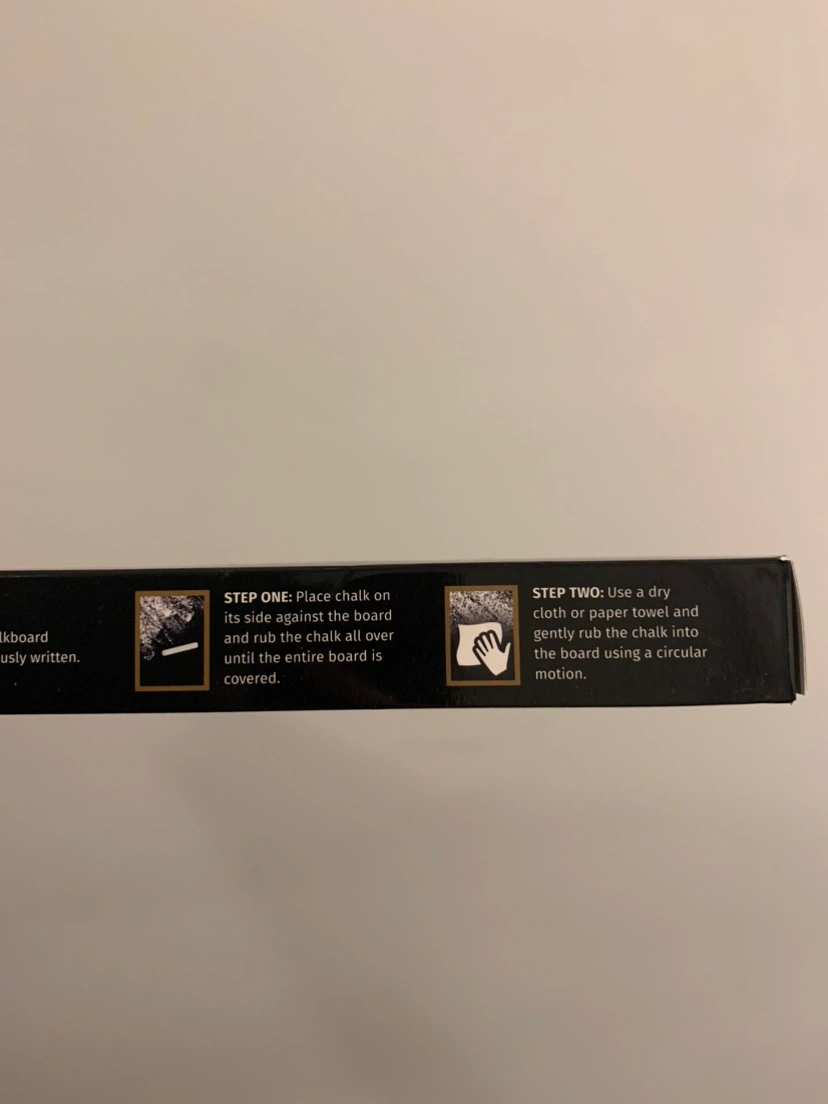 STEP ONE: Place chalk on
its side against the board
and rub the chalk all over
until the entire board is
covered.
STEP TWO: Use a dry
cloth or paper towel and
gently rub the chalk into
the board using a circular
motion.
written.